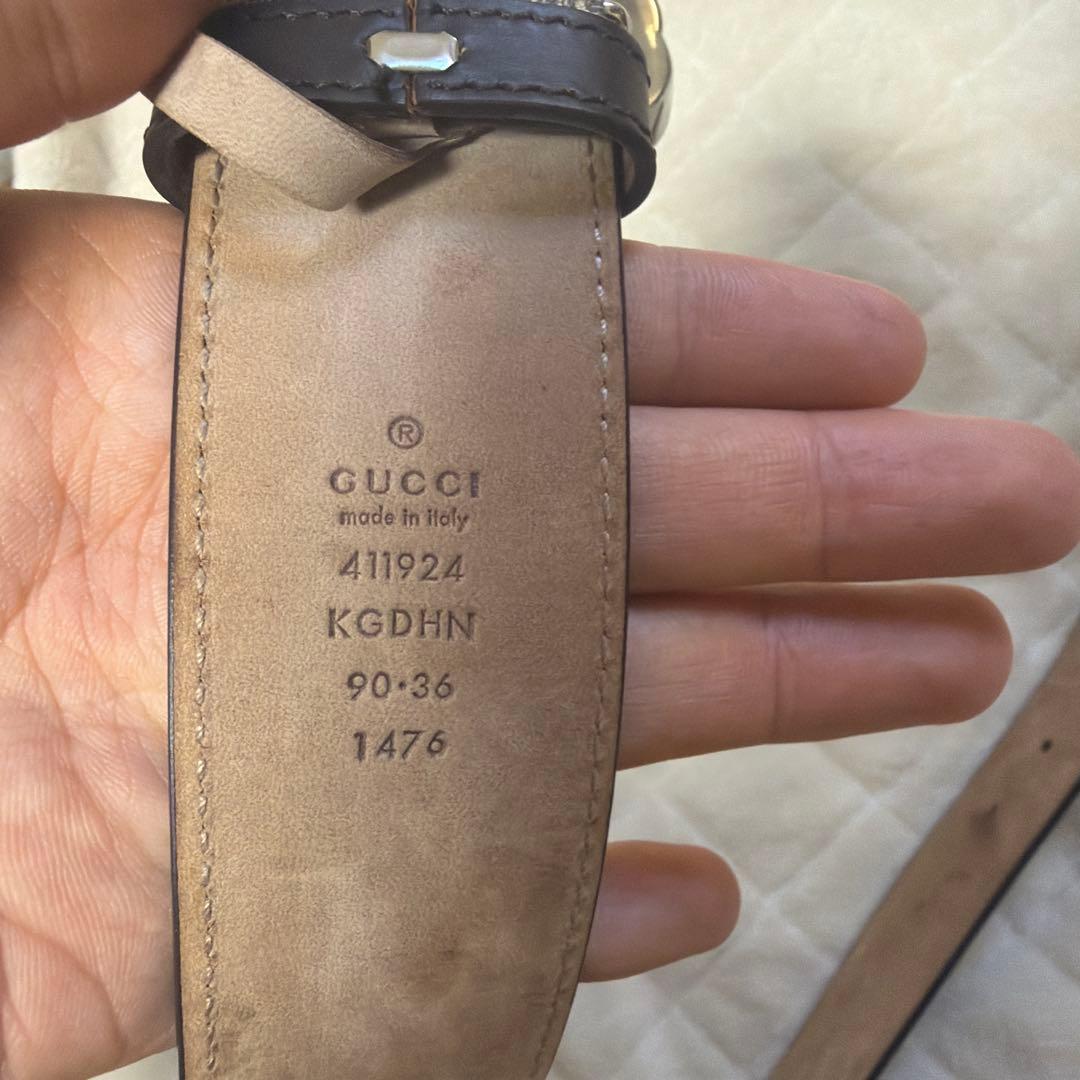 ®
GUCCI
made in italy
411924
KGDHN
90·36
1476